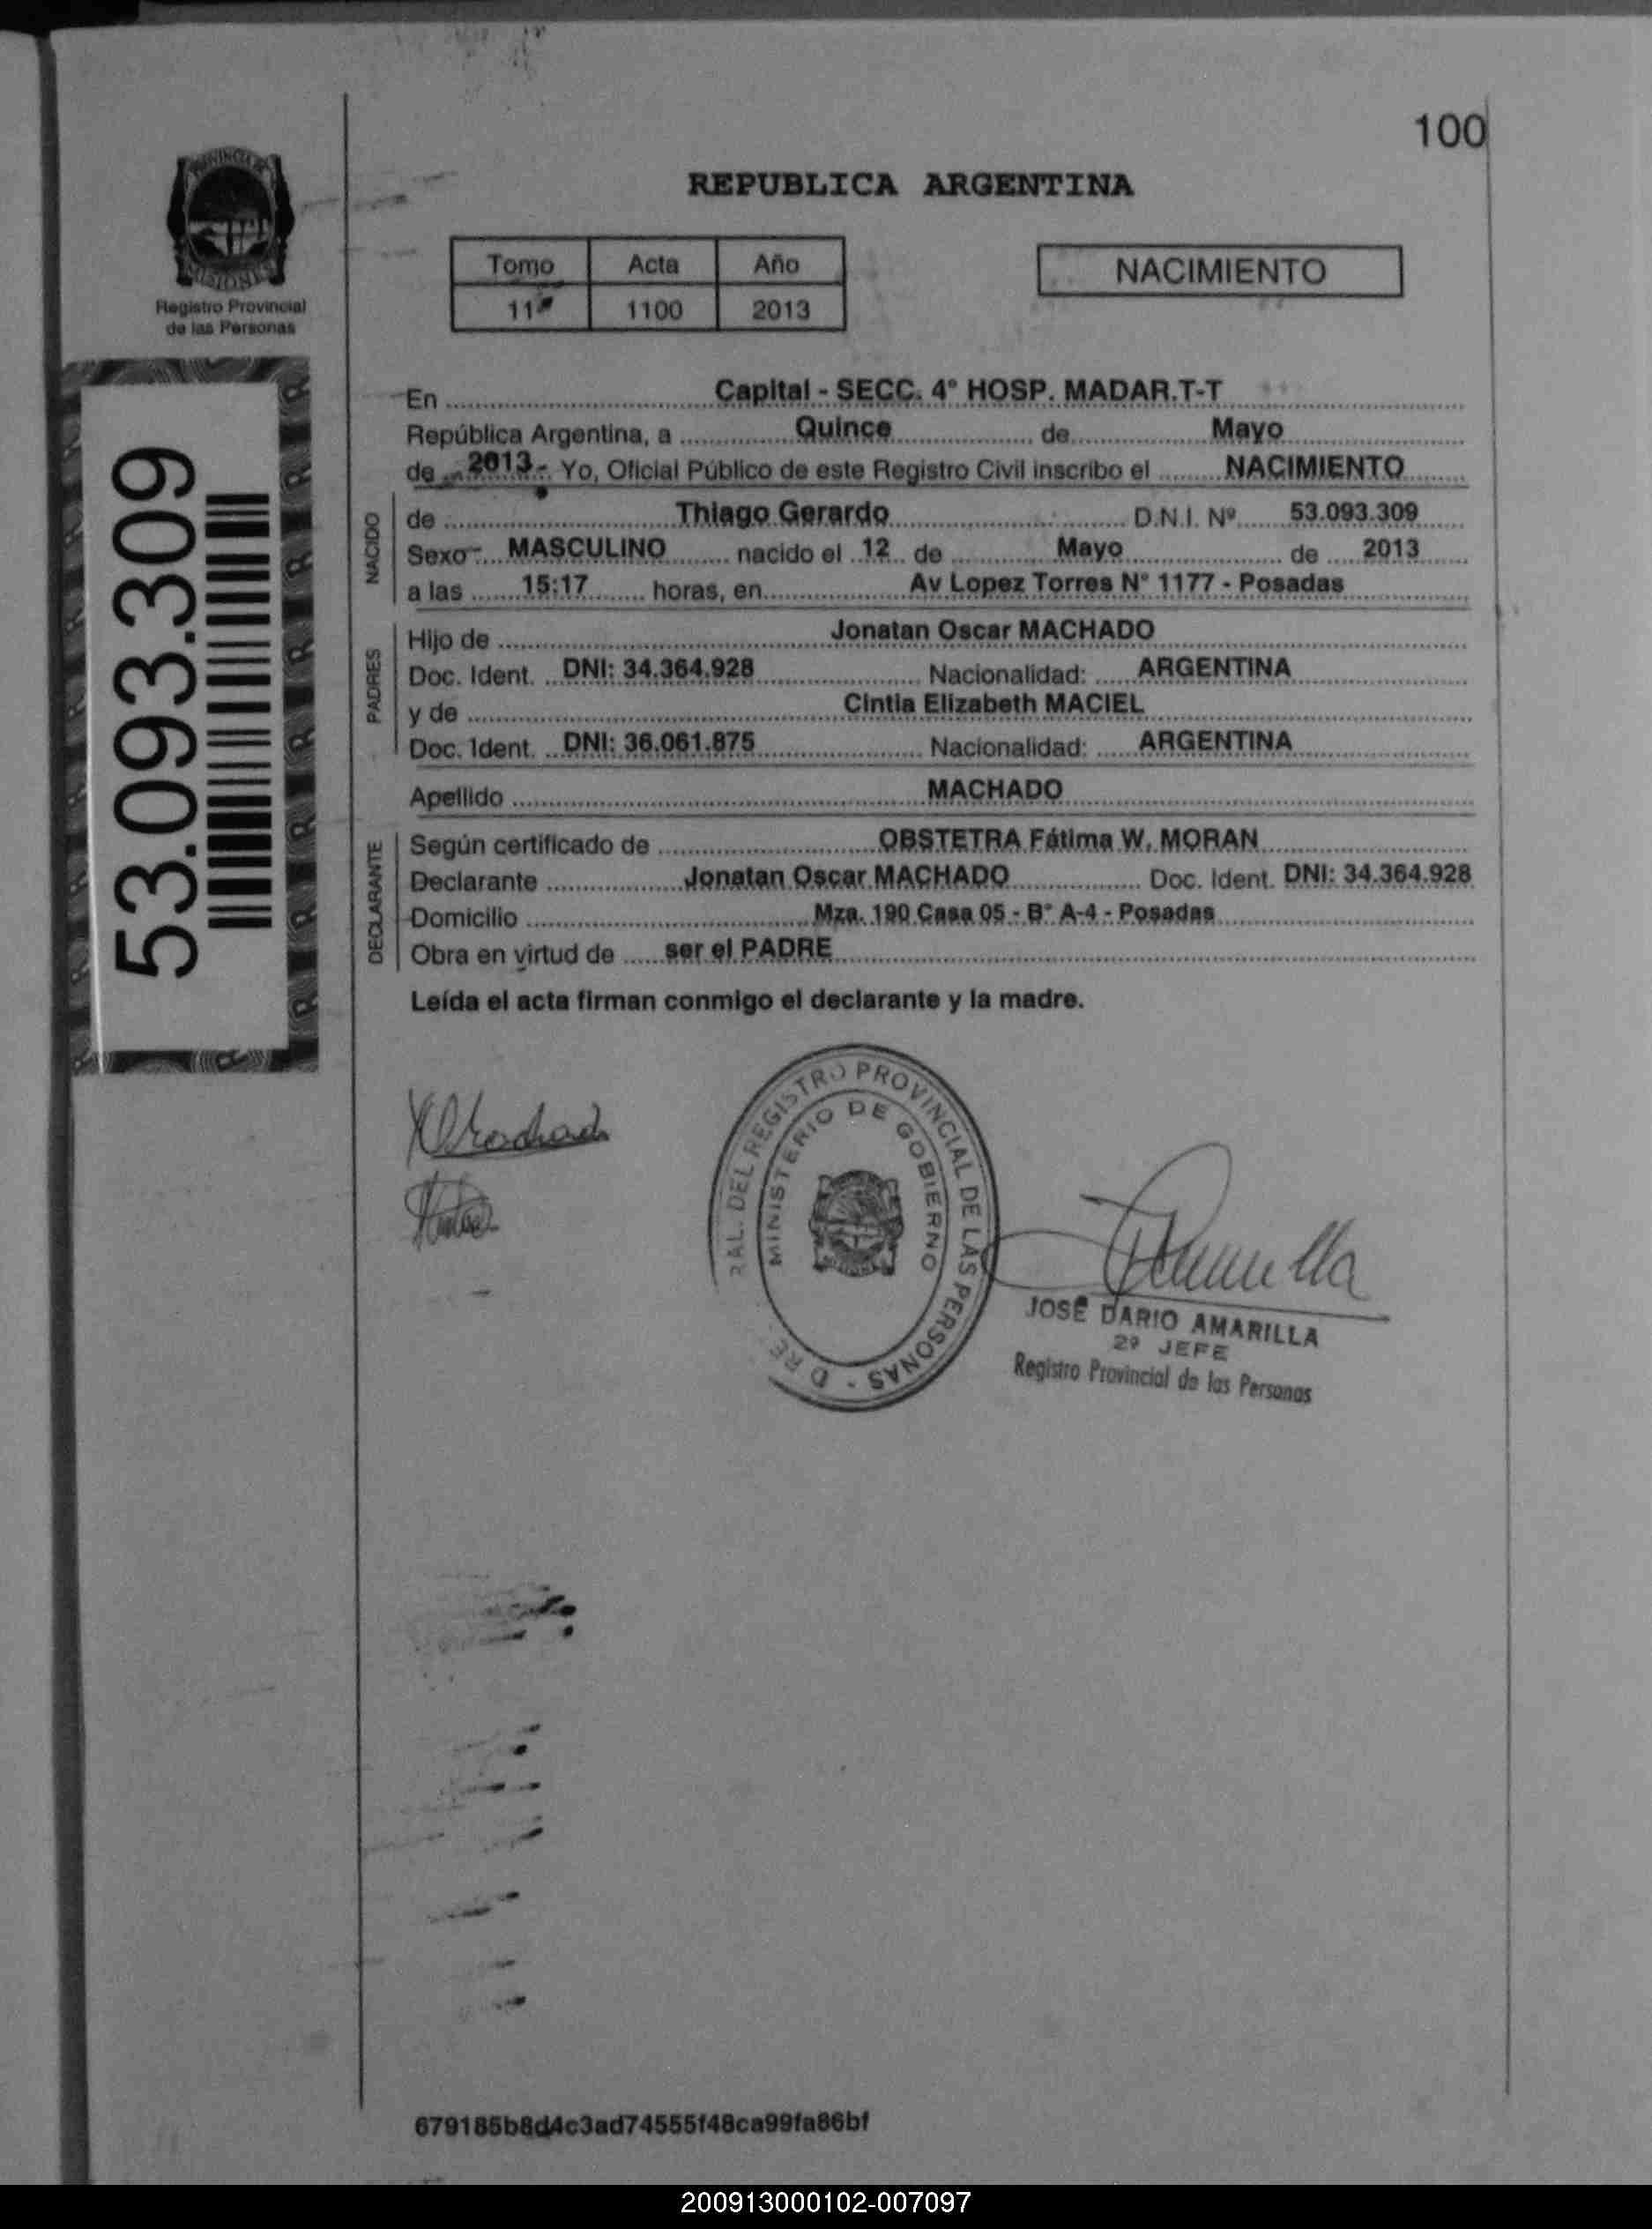 100
REPUBLICA ARGENTINA
PROVINCIA DE
MISIONES
Registro Provincial
de las Personas
Tomo Acta Año
11 1100 2013
NACIMIENTO
53.093.309
En Capital - SECC. 4° HOSP. MADAR.T-T
República Argentina, a Quince de Mayo
de 2013.- Yo, Oficial Público de este Registro Civil inscribo el NACIMIENTO
NACIDO
de Thiago Gerardo D.N.I. Nº 53.093.309
Sexo MASCULINO nacido el 12 de Mayo de 2013
a las 15:17 horas, en Av Lopez Torres N° 1177 - Posadas
PADRES
Hijo de Jonatan Oscar MACHADO
Doc. Ident. DNI: 34.364.928 Nacionalidad: ARGENTINA
y de Cintia Elizabeth MACIEL
Doc. Ident. DNI: 36.061.875 Nacionalidad: ARGENTINA
Apellido MACHADO
DECLARANTE
Según certificado de OBSTETRA Fátima W. MORAN
Declarante Jonatan Oscar MACHADO Doc. Ident. DNI: 34.364.928
Domicilio Mza. 190 Casa 05 - B° A-4 - Posadas
Obra en virtud de ser el PADRE
Leída el acta firman conmigo el declarante y la madre.
RAL. DEL REGISTRO PROVINCIAL DE LAS PERSONAS -
MINISTERIO DE GOBIERNO
JOSE DARIO AMARILLA
2º JEFE
Registro Provincial de las Personas
679185b8d4c3ad74555f48ca99fa86bf
200913000102-007097